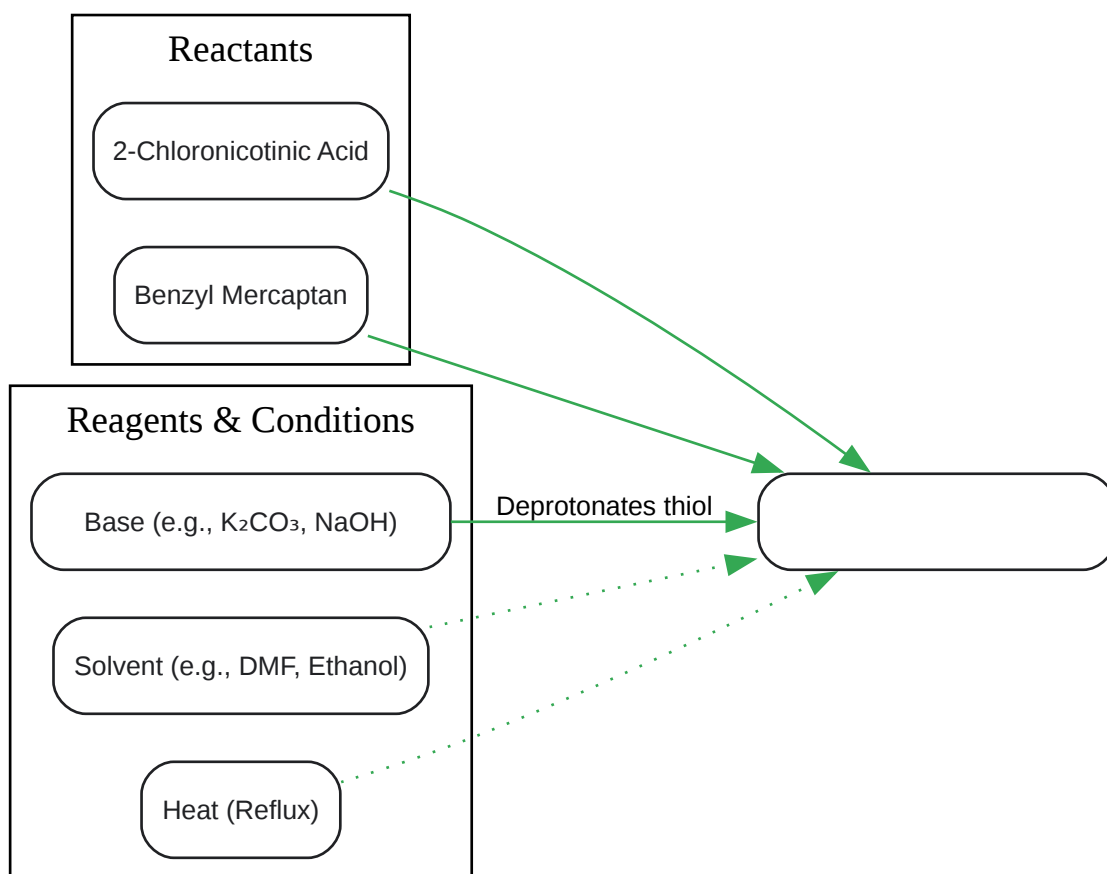 Reactants
2-Chloronicotinic Acid
Benzyl Mercaptan
Reagents & Conditions
Base (e.g., K₂CO₃, NaOH)
Deprotonates thiol
Solvent (e.g., DMF, Ethanol)
Heat (Reflux)